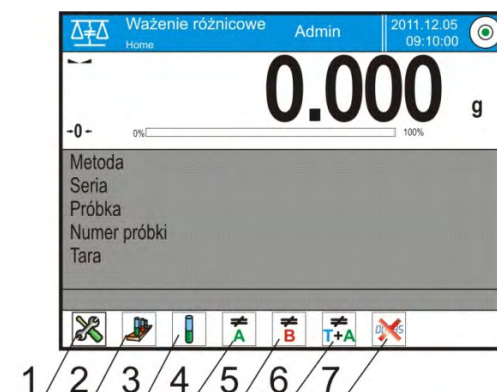 Ważenie różnicowe Admin 2011.12.05
Home 09:10:00
0.000 g
→0← 0% 100%
Metoda
Seria
Próbka
Numer próbki
Tara
≠ A ≠ B ≠ T+A
1 2 3 4 5 6 7